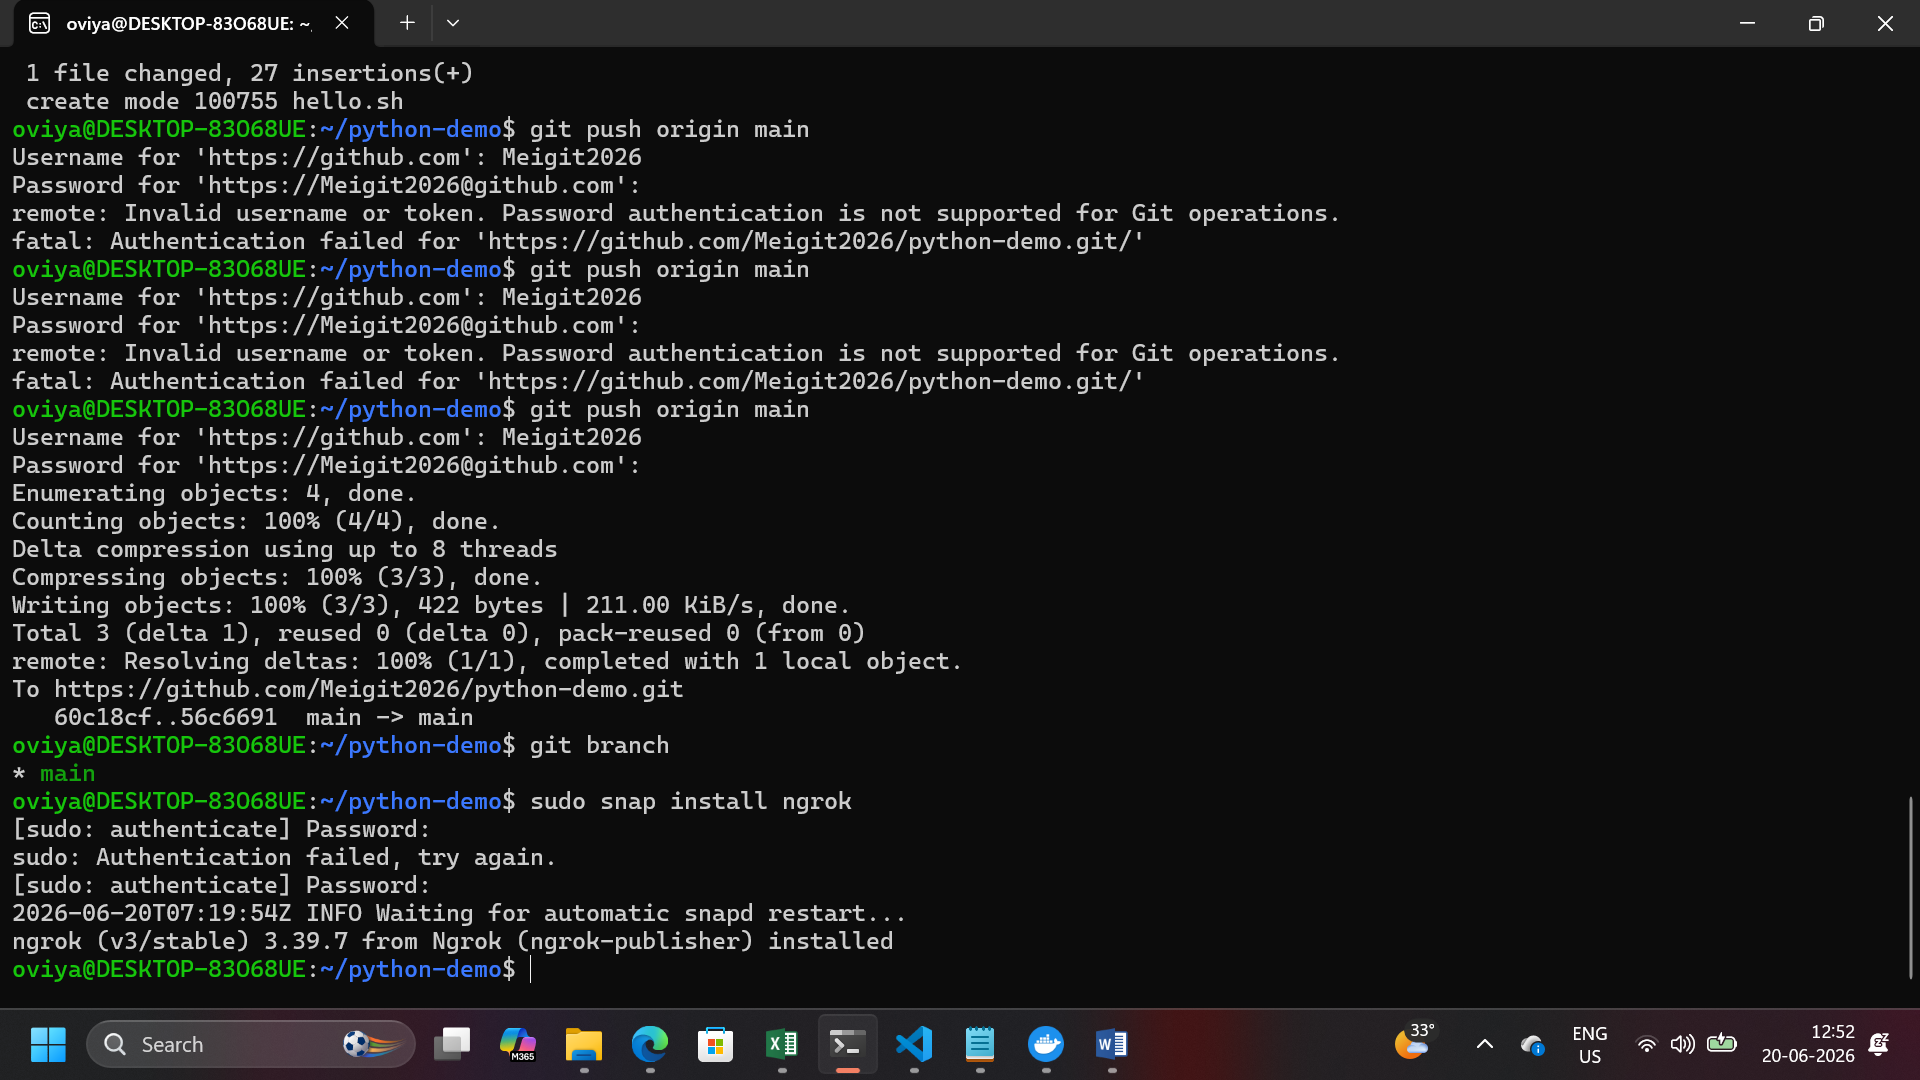 oviya@DESKTOP-83O68UE: ~,
1 file changed, 27 insertions(+)
create mode 100755 hello.sh
oviya@DESKTOP-83O68UE:~/python-demo$ git push origin main
Username for 'https://github.com': Meigit2026
Password for 'https://Meigit2026@github.com':
remote: Invalid username or token. Password authentication is not supported for Git operations.
fatal: Authentication failed for 'https://github.com/Meigit2026/python-demo.git/'
oviya@DESKTOP-83O68UE:~/python-demo$ git push origin main
Username for 'https://github.com': Meigit2026
Password for 'https://Meigit2026@github.com':
remote: Invalid username or token. Password authentication is not supported for Git operations.
fatal: Authentication failed for 'https://github.com/Meigit2026/python-demo.git/'
oviya@DESKTOP-83O68UE:~/python-demo$ git push origin main
Username for 'https://github.com': Meigit2026
Password for 'https://Meigit2026@github.com':
Enumerating objects: 4, done.
Counting objects: 100% (4/4), done.
Delta compression using up to 8 threads
Compressing objects: 100% (3/3), done.
Writing objects: 100% (3/3), 422 bytes | 211.00 KiB/s, done.
Total 3 (delta 1), reused 0 (delta 0), pack-reused 0 (from 0)
remote: Resolving deltas: 100% (1/1), completed with 1 local object.
To https://github.com/Meigit2026/python-demo.git
60c18cf..56c6691  main -> main
oviya@DESKTOP-83O68UE:~/python-demo$ git branch
* main
oviya@DESKTOP-83O68UE:~/python-demo$ sudo snap install ngrok
[sudo: authenticate] Password:
sudo: Authentication failed, try again.
[sudo: authenticate] Password:
2026-06-20T07:19:54Z INFO Waiting for automatic snapd restart...
ngrok (v3/stable) 3.39.7 from Ngrok (ngrok-publisher) installed
oviya@DESKTOP-83O68UE:~/python-demo$
Search
M365
33°
ENG
US
12:52
20-06-2026